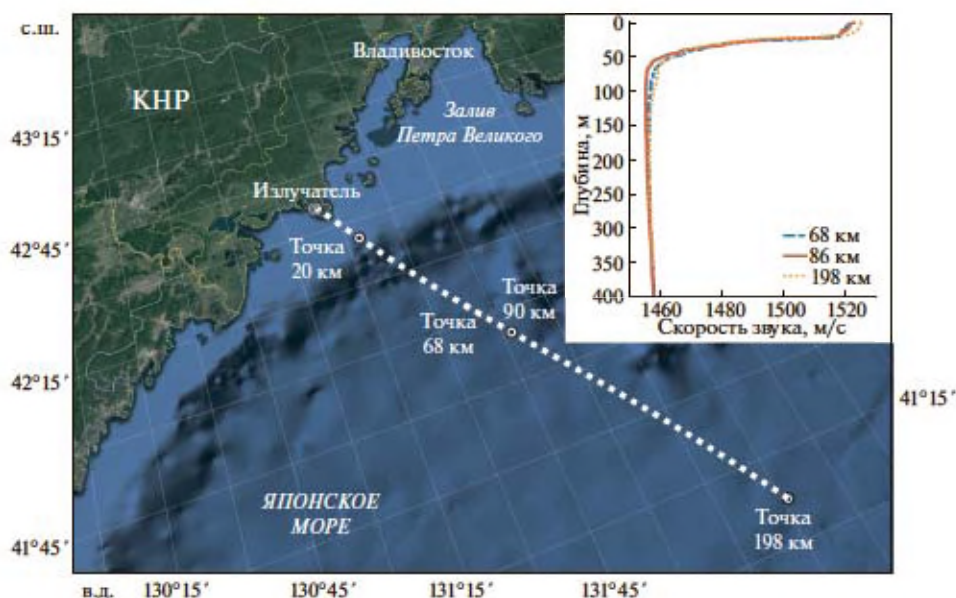 с.ш.
43°15′
42°45′
42°15′
41°45′
КНР
Владивосток
Залив
Петра Великого
Излучатель
Точка
20 км
Точка
68 км
Точка
90 км
Точка
198 км
ЯПОНСКОЕ
МОРЕ
41°15′
в.д.
130°15′
130°45′
131°15′
131°45′
Глубина, м
0
50
100
150
200
250
300
350
400
68 км
86 км
198 км
1460
1480
1500
1520
Скорость звука, м/с